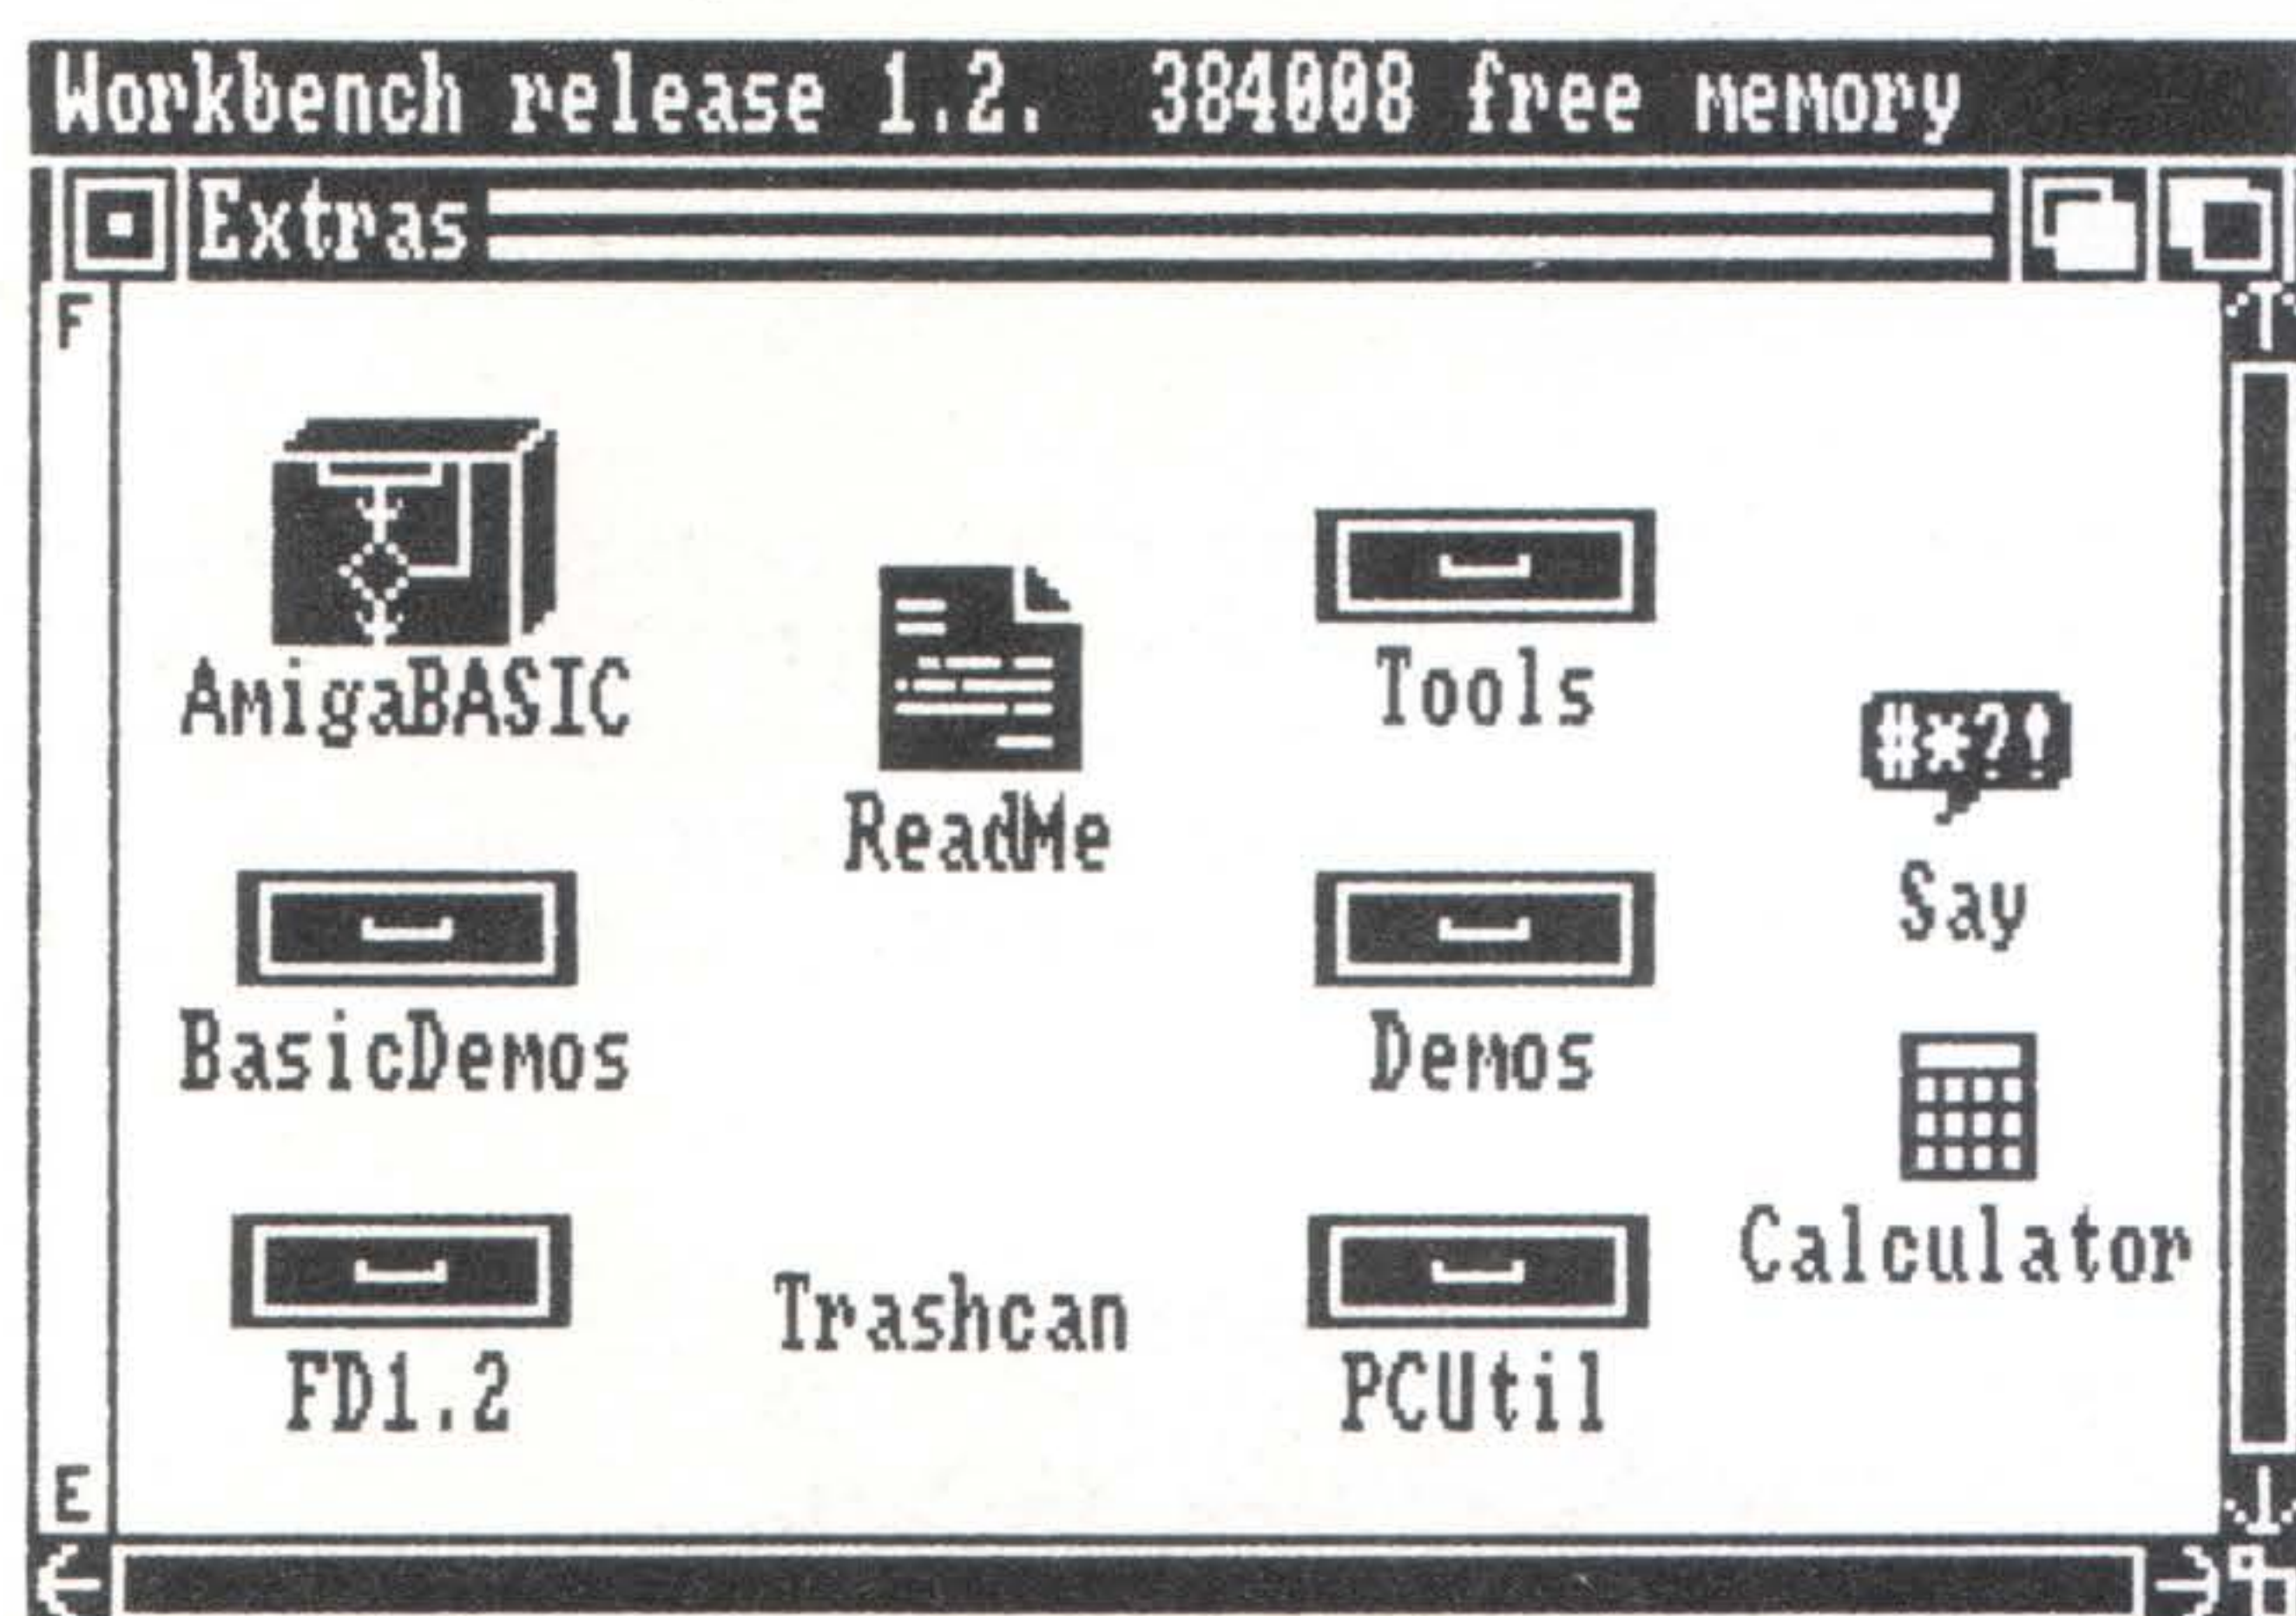 Workbench release 1.2.  384008 free memory
Extras
F
AmigaBASIC
ReadMe
Tools
#*?!
Say
BasicDemos
Demos
Calculator
FD1.2
Trashcan
PCUtil
E